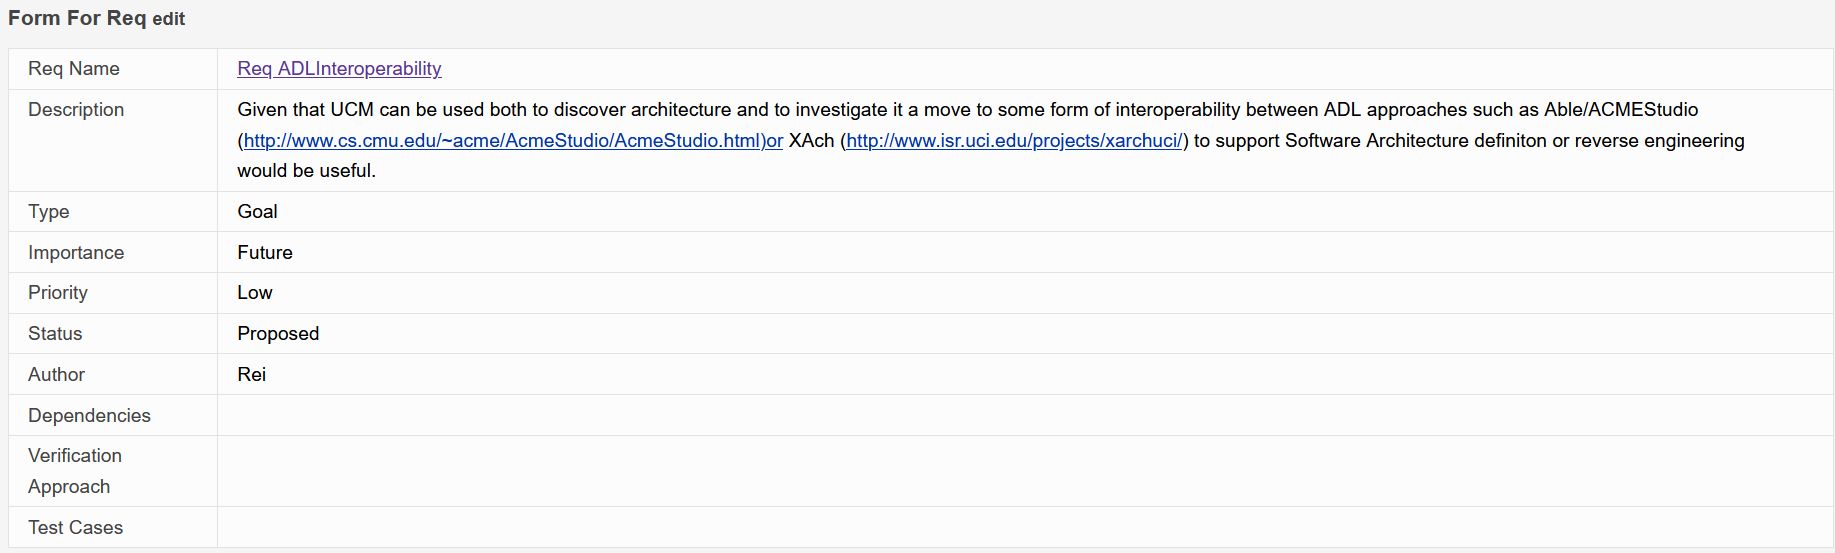 Form For Req edit
Req Name Req ADLInteroperability
Description Given that UCM can be used both to discover architecture and to investigate it a move to some form of interoperability between ADL approaches such as Able/ACMEStudio
(http://www.cs.cmu.edu/~acme/AcmeStudio/AcmeStudio.html)or XAch (http://www.isr.uci.edu/projects/xarchuci/) to support Software Architecture definiton or reverse engineering
would be useful.
Type Goal
Importance Future
Priority Low
Status Proposed
Author Rei
Dependencies
Verification
Approach
Test Cases